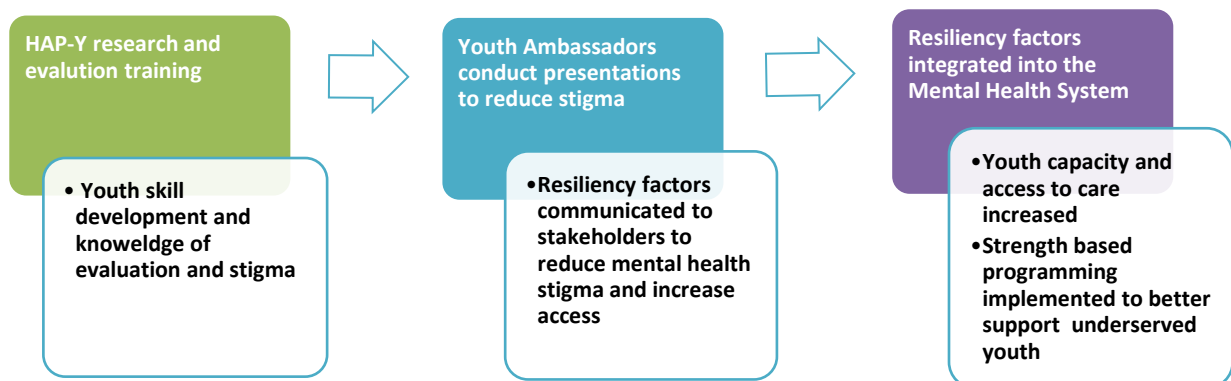 HAP-Y research and
evalution training
• Youth skill
development and
knoweldge of
evaluation and stigma
Youth Ambassadors
conduct presentations
to reduce stigma
•Resiliency factors
communicated to
stakeholders to
reduce mental health
stigma and increase
access
Resiliency factors
integrated into the
Mental Health System
•Youth capacity and
access to care
increased
•Strength based
programming
implemented to better
support underserved
youth